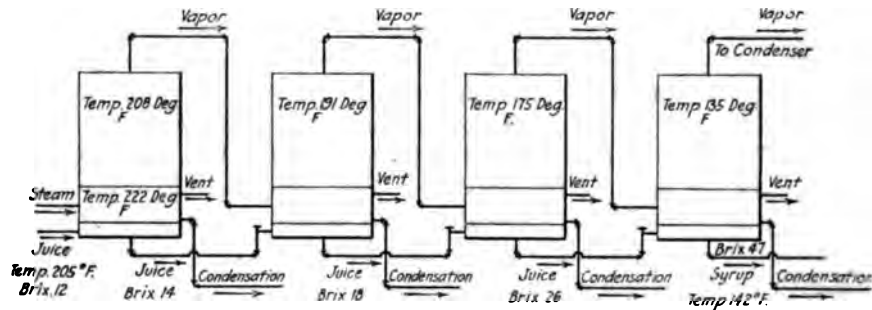 Vapor Vapor Vapor Vapor
To Condenser
Temp. 208 Deg. F
Temp. 191 Deg. F
Temp 175 Deg. F.
Temp 135 Deg. F
Steam
Temp. 222 Deg. F
Vent Vent Vent Vent
Juice
Temp. 205°F.
Brix. 12
Juice
Brix 14
Condensation
Juice
Brix 18
Condensation
Juice
Brix 26
Condensation
Brix 47
Syrup
Temp 142°F.
Condensation